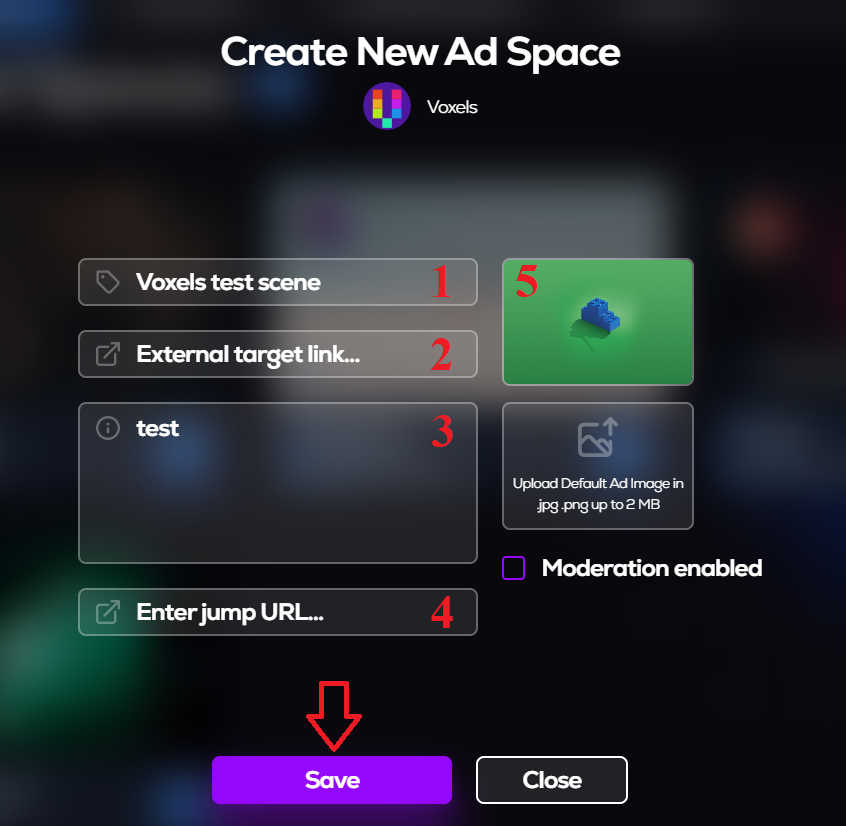 Create New Ad Space
Voxels
Voxels test scene 1
5
External target link... 2
test 3
Upload Default Ad Image in
.jpg .png up to 2 MB
Moderation enabled
Enter jump URL... 4
Save
Close